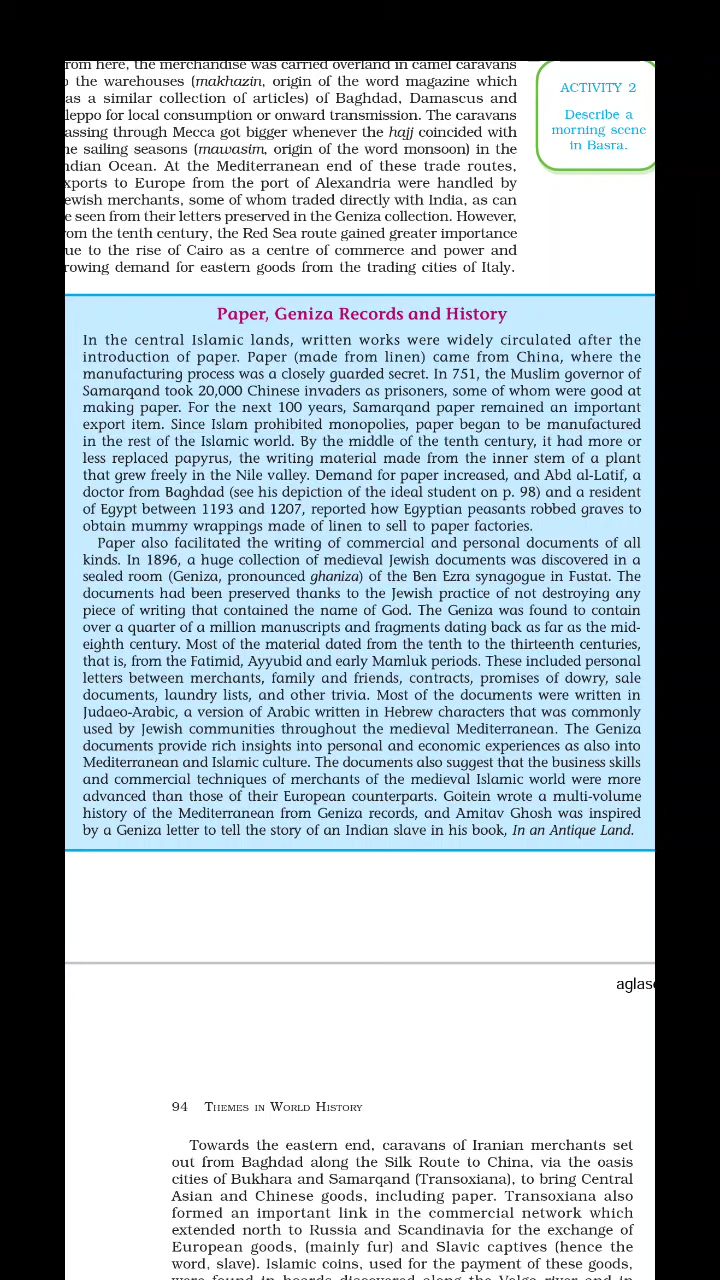 rom here, the merchandise was carried overland in camel caravans
o the warehouses (makhazin, origin of the word magazine which
as a similar collection of articles) of Baghdad, Damascus and
leppo for local consumption or onward transmission. The caravans
assing through Mecca got bigger whenever the hajj coincided with
he sailing seasons (mawasim, origin of the word monsoon) in the
ndian Ocean. At the Mediterranean end of these trade routes,
xports to Europe from the port of Alexandria were handled by
ewish merchants, some of whom traded directly with India, as can
e seen from their letters preserved in the Geniza collection. However,
rom the tenth century, the Red Sea route gained greater importance
ue to the rise of Cairo as a centre of commerce and power and
rowing demand for eastern goods from the trading cities of Italy.
ACTIVITY 2
Describe a
morning scene
in Basra.
Paper, Geniza Records and History
In the central Islamic lands, written works were widely circulated after the
introduction of paper. Paper (made from linen) came from China, where the
manufacturing process was a closely guarded secret. In 751, the Muslim governor of
Samarqand took 20,000 Chinese invaders as prisoners, some of whom were good at
making paper. For the next 100 years, Samarqand paper remained an important
export item. Since Islam prohibited monopolies, paper began to be manufactured
in the rest of the Islamic world. By the middle of the tenth century, it had more or
less replaced papyrus, the writing material made from the inner stem of a plant
that grew freely in the Nile valley. Demand for paper increased, and Abd al-Latif, a
doctor from Baghdad (see his depiction of the ideal student on p. 98) and a resident
of Egypt between 1193 and 1207, reported how Egyptian peasants robbed graves to
obtain mummy wrappings made of linen to sell to paper factories.
Paper also facilitated the writing of commercial and personal documents of all
kinds. In 1896, a huge collection of medieval Jewish documents was discovered in a
sealed room (Geniza, pronounced ghaniza) of the Ben Ezra synagogue in Fustat. The
documents had been preserved thanks to the Jewish practice of not destroying any
piece of writing that contained the name of God. The Geniza was found to contain
over a quarter of a million manuscripts and fragments dating back as far as the mid-
eighth century. Most of the material dated from the tenth to the thirteenth centuries,
that is, from the Fatimid, Ayyubid and early Mamluk periods. These included personal
letters between merchants, family and friends, contracts, promises of dowry, sale
documents, laundry lists, and other trivia. Most of the documents were written in
Judaeo-Arabic, a version of Arabic written in Hebrew characters that was commonly
used by Jewish communities throughout the medieval Mediterranean. The Geniza
documents provide rich insights into personal and economic experiences as also into
Mediterranean and Islamic culture. The documents also suggest that the business skills
and commercial techniques of merchants of the medieval Islamic world were more
advanced than those of their European counterparts. Goitein wrote a multi-volume
history of the Mediterranean from Geniza records, and Amitav Ghosh was inspired
by a Geniza letter to tell the story of an Indian slave in his book, In an Antique Land.
aglas
94 THEMES IN WORLD HISTORY
Towards the eastern end, caravans of Iranian merchants set
out from Baghdad along the Silk Route to China, via the oasis
cities of Bukhara and Samarqand (Transoxiana), to bring Central
Asian and Chinese goods, including paper. Transoxiana also
formed an important link in the commercial network which
extended north to Russia and Scandinavia for the exchange of
European goods, (mainly fur) and Slavic captives (hence the
word, slave). Islamic coins, used for the payment of these goods,
were found in hoards discovered along the Volga river and in